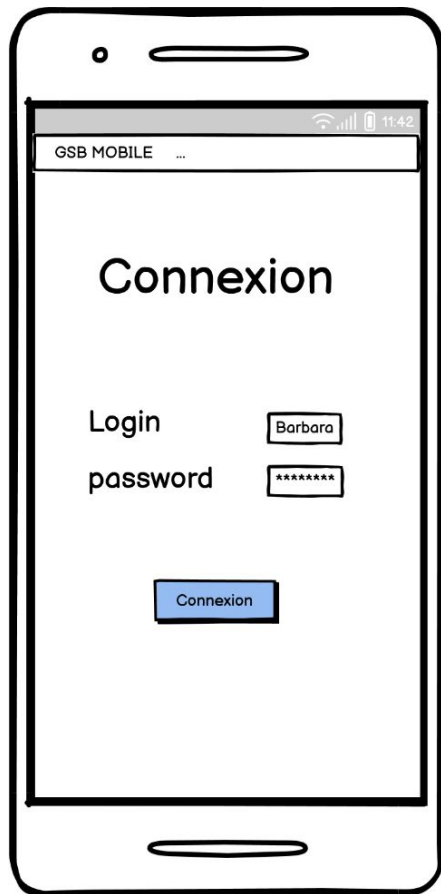 11:42
GSB MOBILE ...
Connexion
Login Barbara
password ********
Connexion